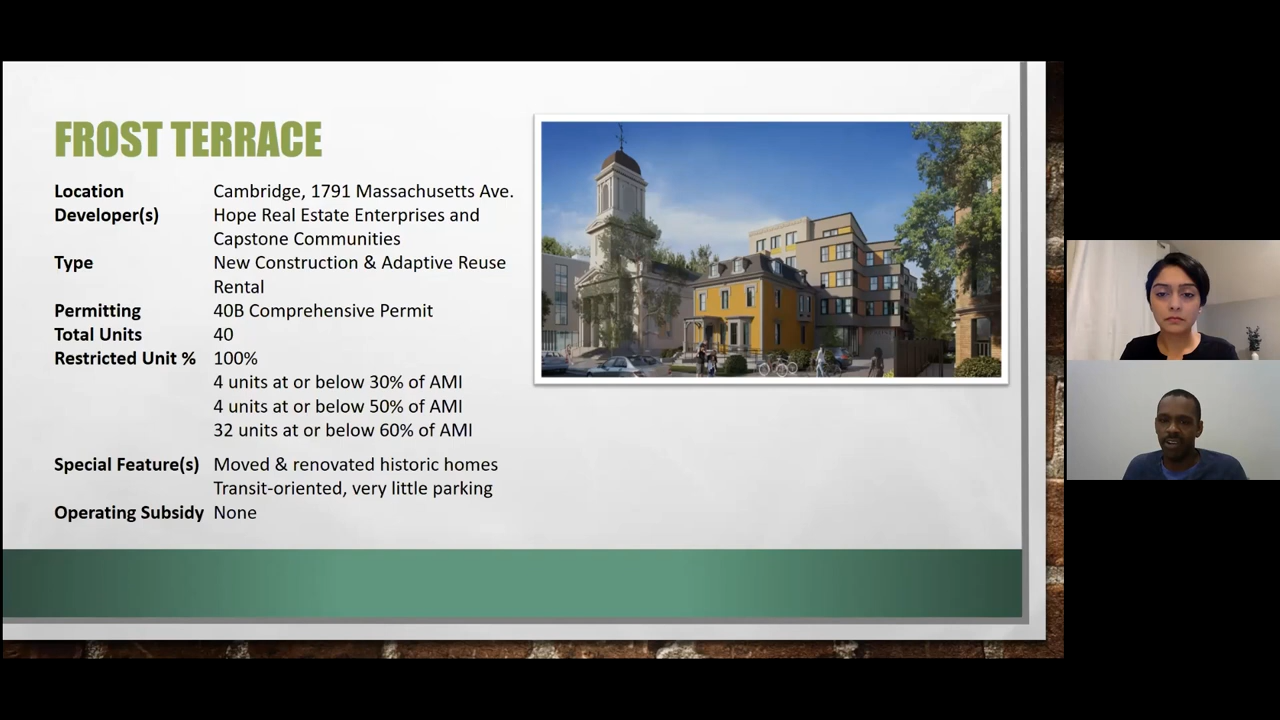 FROST TERRACE
Location Cambridge, 1791 Massachusetts Ave.
Developer(s) Hope Real Estate Enterprises and
Capstone Communities
Type New Construction & Adaptive Reuse
Rental
Permitting 40B Comprehensive Permit
Total Units 40
Restricted Unit % 100%
4 units at or below 30% of AMI
4 units at or below 50% of AMI
32 units at or below 60% of AMI
Special Feature(s) Moved & renovated historic homes
Transit-oriented, very little parking
Operating Subsidy None